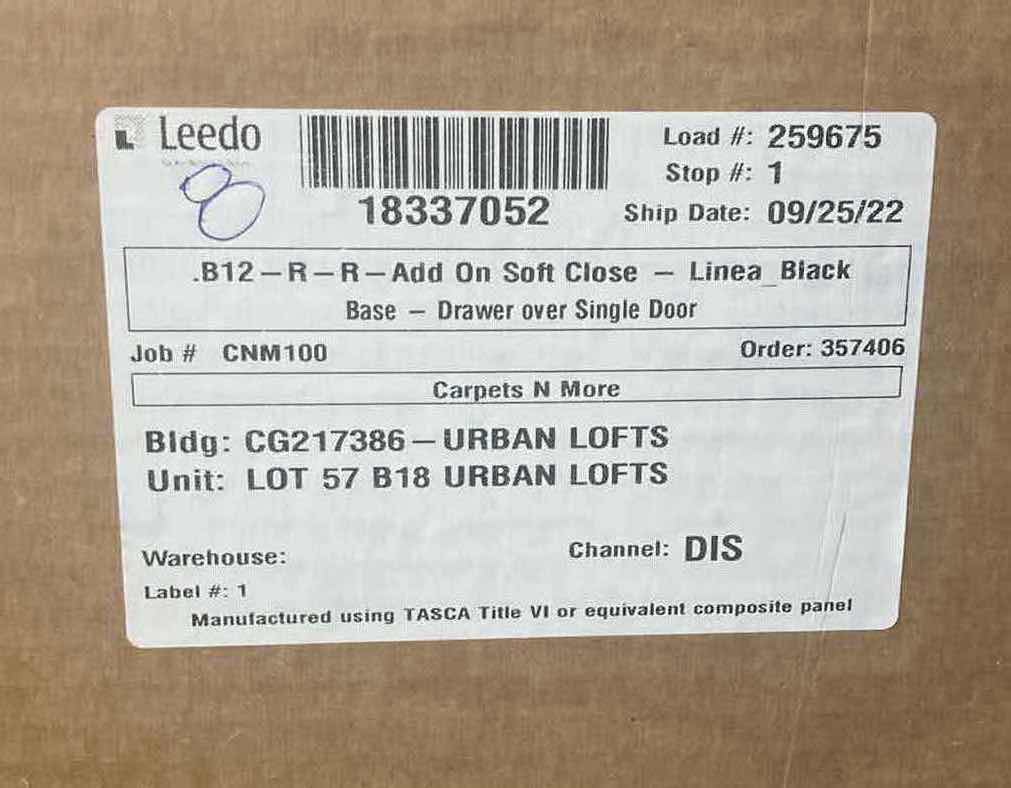 Leedo
Load #: 259675
Stop #: 1
8
18337052
Ship Date: 09/25/22
.B12–R–R–Add On Soft Close – Linea_Black
Base – Drawer over Single Door
Job # CNM100
Order: 357406
Carpets N More
Bldg: CG217386–URBAN LOFTS
Unit: LOT 57 B18 URBAN LOFTS
Warehouse:
Channel: DIS
Label #: 1
Manufactured using TASCA Title VI or equivalent composite panel